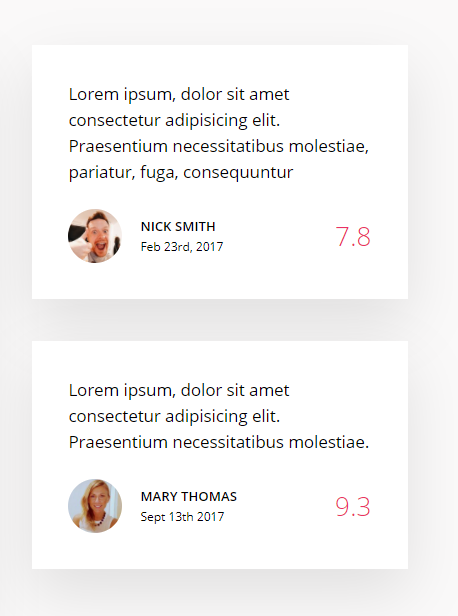 Lorem ipsum, dolor sit amet
consectetur adipisicing elit.
Praesentium necessitatibus molestiae,
pariatur, fuga, consequuntur
NICK SMITH
Feb 23rd, 2017
7.8
Lorem ipsum, dolor sit amet
consectetur adipisicing elit.
Praesentium necessitatibus molestiae.
MARY THOMAS
Sept 13th 2017
9.3